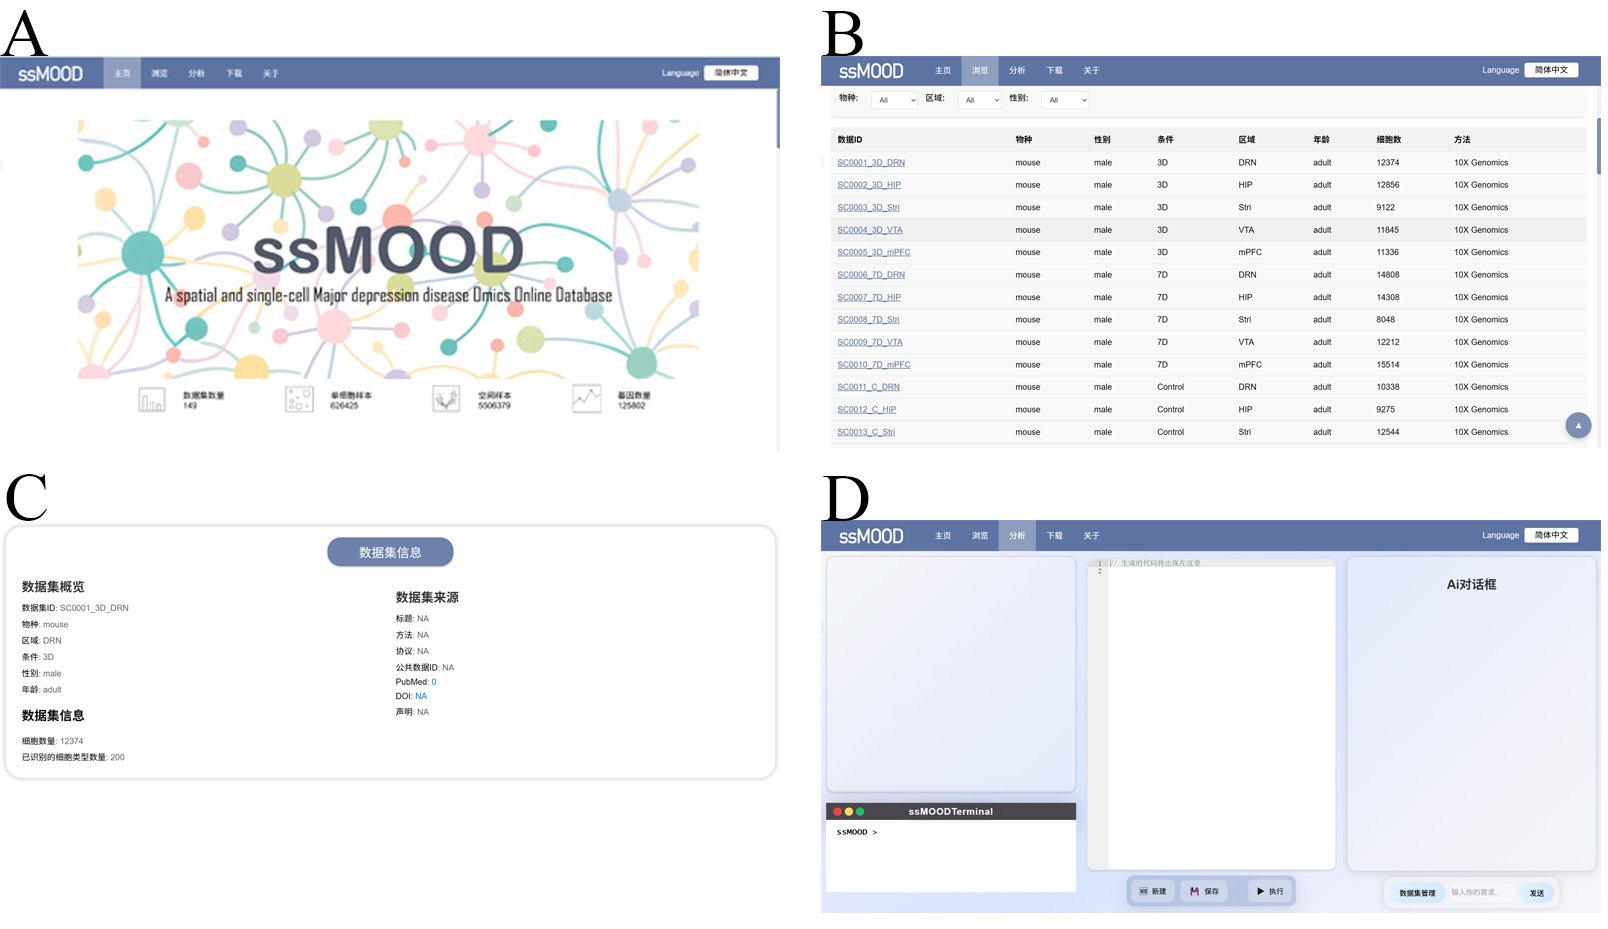 A
ssMOOD 主页 浏览 分析 下载 关于 Language 简体中文
ssMOOD
A spatial and single-cell Major depression disease Omics Online Database
数据集数量 单细胞样本 空间样本 基因数量
149 626425 5506379 125802
B
ssMOOD 主页 浏览 分析 下载 关于 Language 简体中文
物种: All 区域: All 性别: All
数据ID 物种 性别 条件 区域 年龄 细胞数 方法
SC0001_3D_DRN mouse male 3D DRN adult 12374 10X Genomics
SC0002_3D_HIP mouse male 3D HIP adult 12856 10X Genomics
SC0003_3D_Stri mouse male 3D Stri adult 9122 10X Genomics
SC0004_3D_VTA mouse male 3D VTA adult 11845 10X Genomics
SC0005_3D_mPFC mouse male 3D mPFC adult 11336 10X Genomics
SC0006_7D_DRN mouse male 7D DRN adult 14808 10X Genomics
SC0007_7D_HIP mouse male 7D HIP adult 14308 10X Genomics
SC0008_7D_Stri mouse male 7D Stri adult 8048 10X Genomics
SC0009_7D_VTA mouse male 7D VTA adult 12212 10X Genomics
SC0010_7D_mPFC mouse male 7D mPFC adult 15514 10X Genomics
SC0011_C_DRN mouse male Control DRN adult 10338 10X Genomics
SC0012_C_HIP mouse male Control HIP adult 9275 10X Genomics
SC0013_C_Stri mouse male Control Stri adult 12544 10X Genomics
C
数据集信息
数据集概览
数据集ID: SC0001_3D_DRN
物种: mouse
区域: DRN
条件: 3D
性别: male
年龄: adult
数据集信息
细胞数量: 12374
已识别的细胞类型数量: 200
数据集来源
标题: NA
方法: NA
协议: NA
公共数据ID: NA
PubMed: 0
DOI: NA
声明: NA
D
ssMOOD 主页 浏览 分析 下载 关于 Language 简体中文
ssMOODTerminal
ssMOOD >
1 // 生成的代码将出现在这里
2
新建 保存 执行
Ai对话框
数据集管理 输入你的需求... 发送